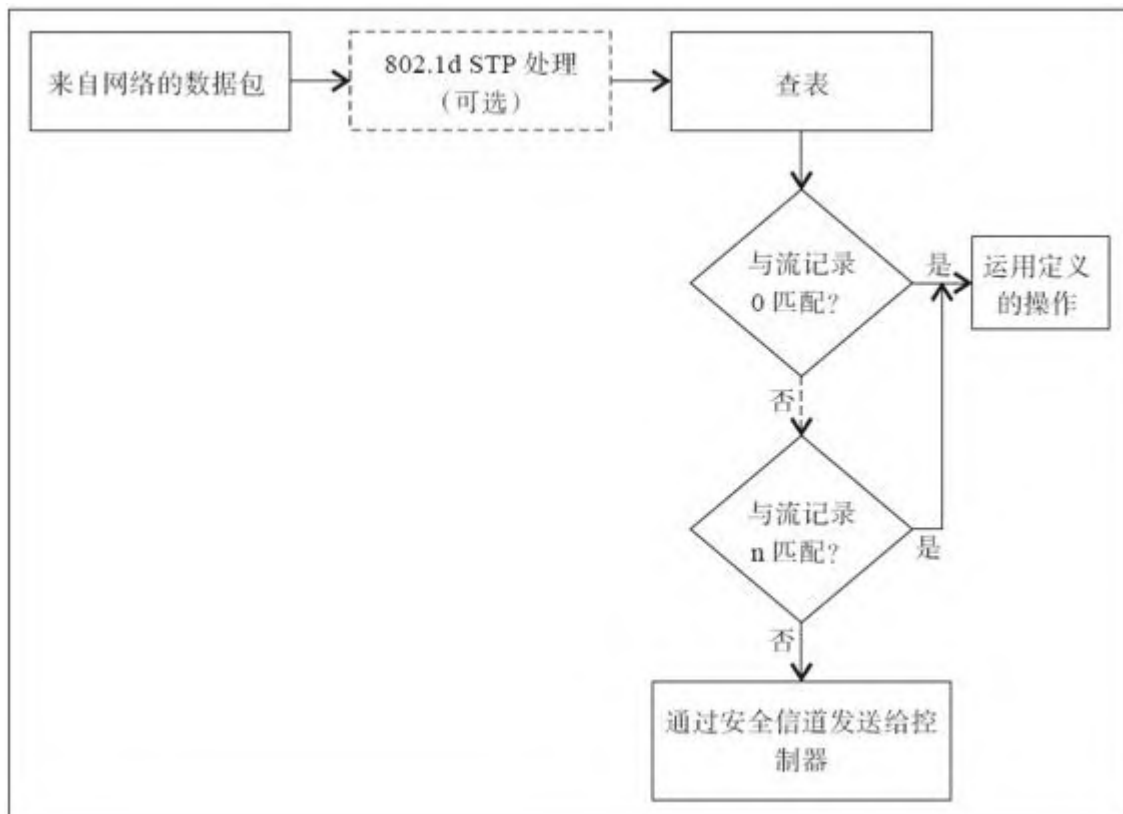 来自网络的数据包
802.1d STP 处理
（可选）
查表
与流记录
0 匹配?
是
运用定义
的操作
否
与流记录
n 匹配?
是
否
通过安全信道发送给控
制器